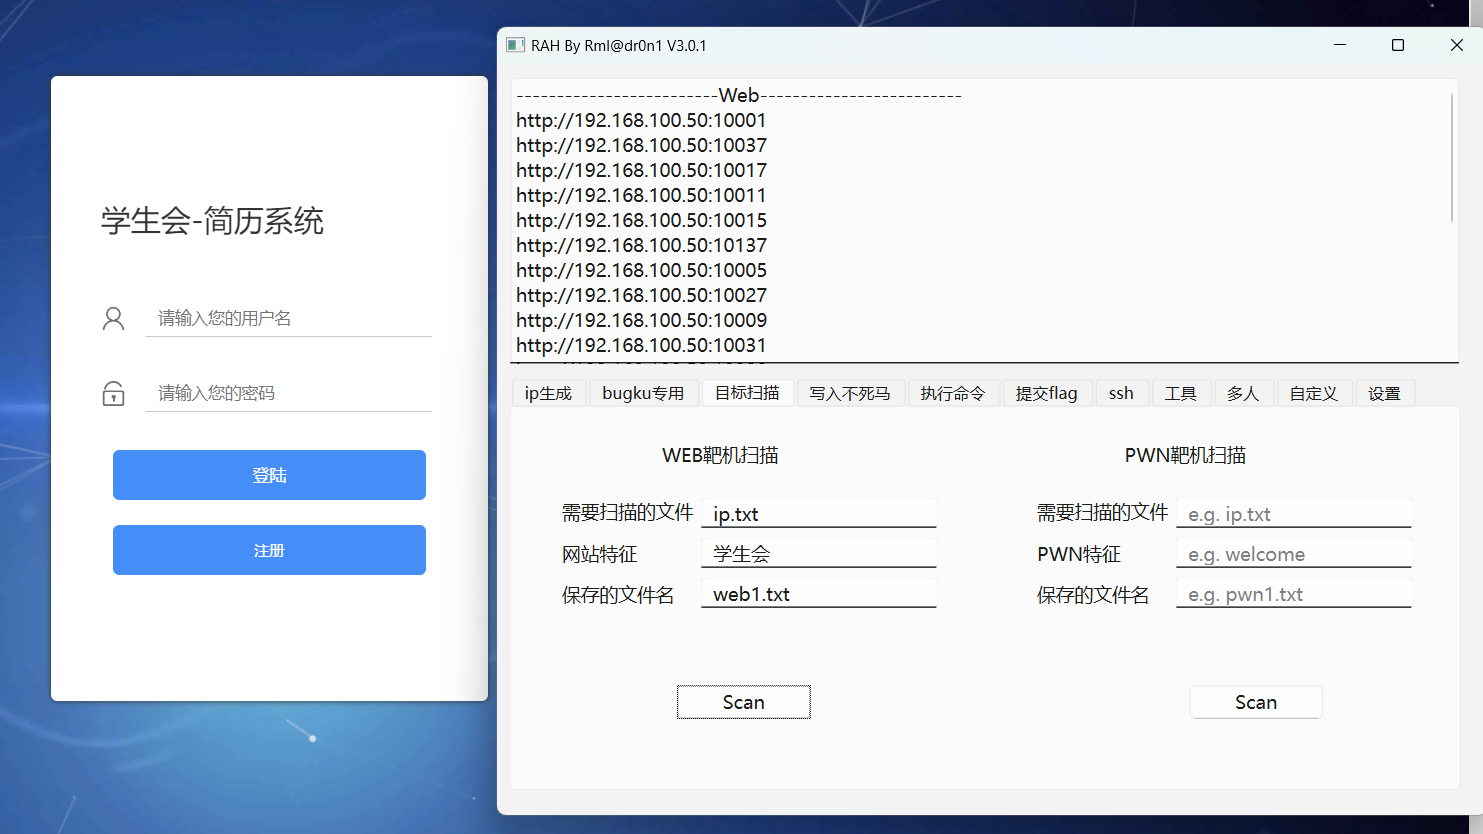 学生会-简历系统
请输入您的用户名
请输入您的密码
登陆
注册
RAH By Rml@dr0n1 V3.0.1
-------------------------Web-------------------------
http://192.168.100.50:10001
http://192.168.100.50:10037
http://192.168.100.50:10017
http://192.168.100.50:10011
http://192.168.100.50:10015
http://192.168.100.50:10137
http://192.168.100.50:10005
http://192.168.100.50:10027
http://192.168.100.50:10009
http://192.168.100.50:10031
ip生成 bugku专用 目标扫描 写入不死马 执行命令 提交flag ssh 工具 多人 自定义 设置
WEB靶机扫描
需要扫描的文件 ip.txt
网站特征 学生会
保存的文件名 web1.txt
Scan
PWN靶机扫描
需要扫描的文件 e.g. ip.txt
PWN特征 e.g. welcome
保存的文件名 e.g. pwn1.txt
Scan